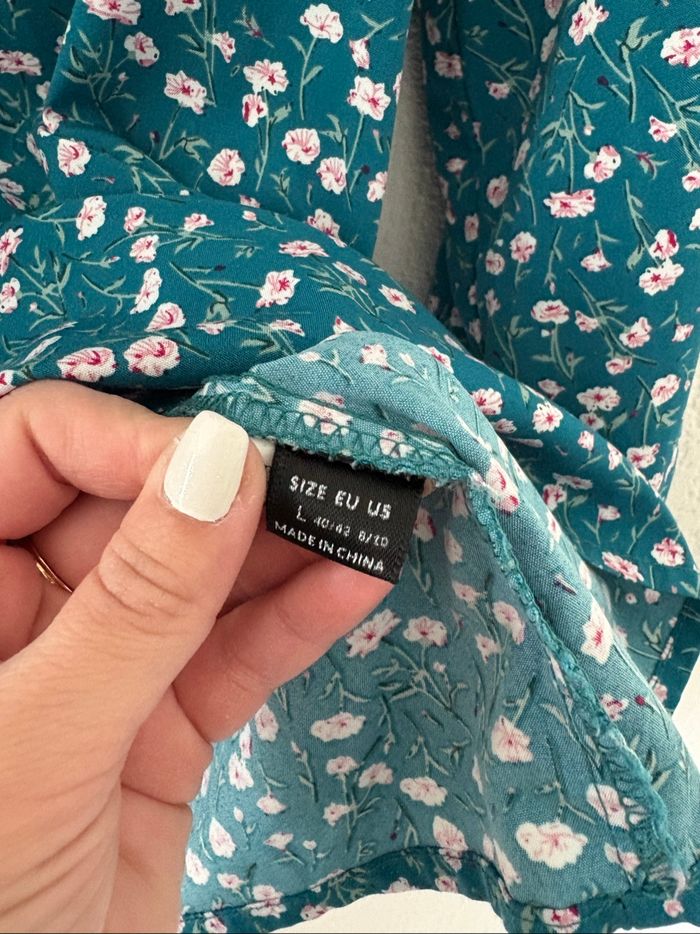 SIZE EU US
L 40/42 8/10
MADE IN CHINA